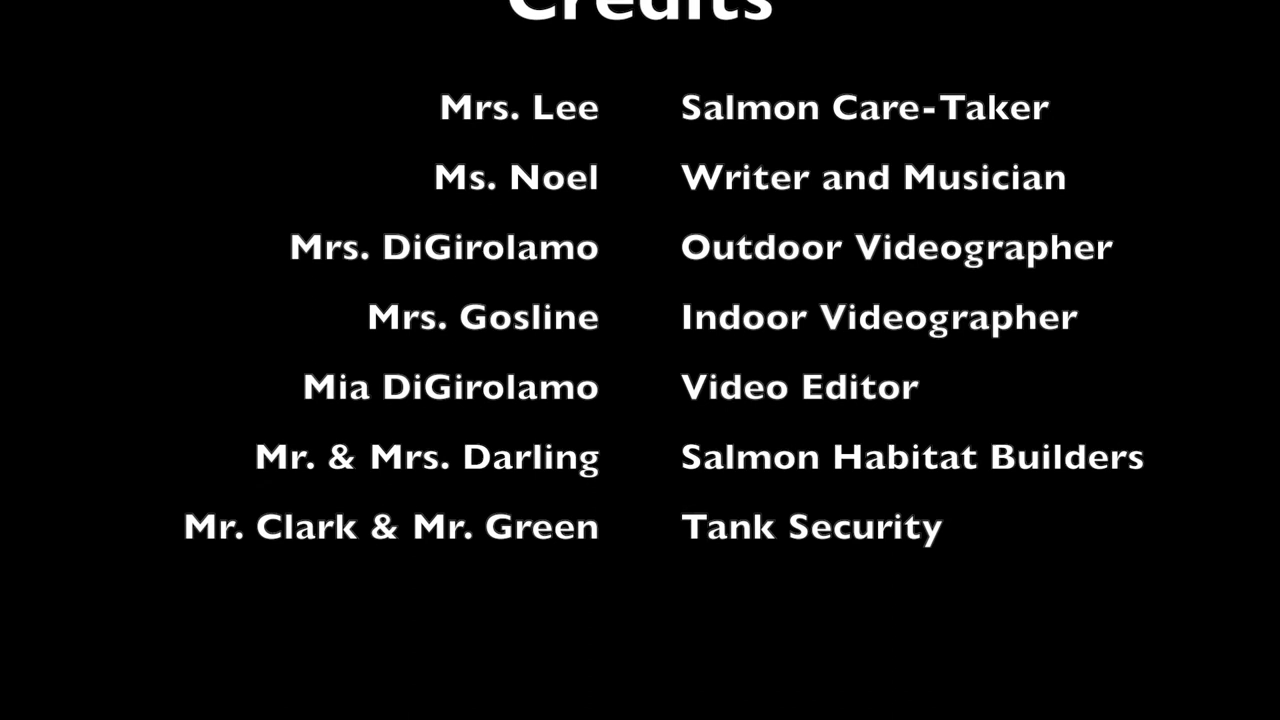 Credits
Mrs. Lee Salmon Care-Taker
Ms. Noel Writer and Musician
Mrs. DiGirolamo Outdoor Videographer
Mrs. Gosline Indoor Videographer
Mia DiGirolamo Video Editor
Mr. & Mrs. Darling Salmon Habitat Builders
Mr. Clark & Mr. Green Tank Security